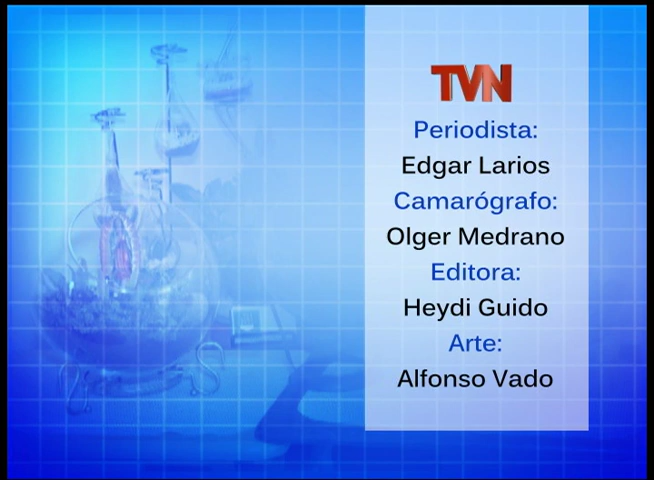 TVN
Periodista:
Edgar Larios
Camarógrafo:
Olger Medrano
Editora:
Heydi Guido
Arte:
Alfonso Vado